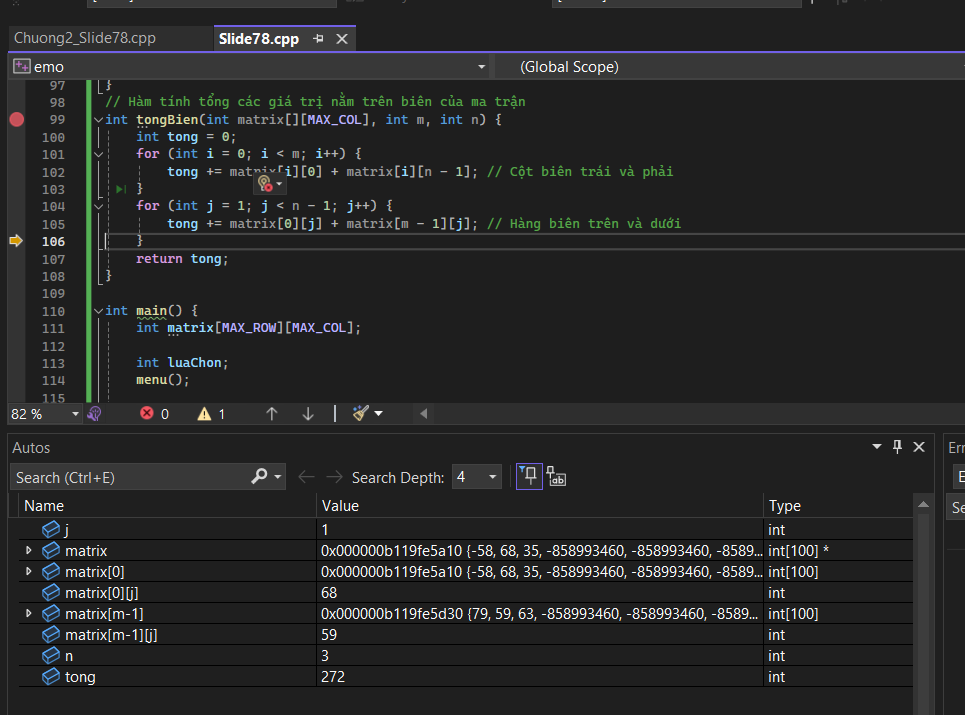 Chuong2_Slide78.cpp Slide78.cpp
emo (Global Scope)
97 }
98 // Hàm tính tổng các giá trị nằm trên biên của ma trận
99 int tongBien(int matrix[][MAX_COL], int m, int n) {
100 int tong = 0;
101 for (int i = 0; i < m; i++) {
102 tong += matrix[i][0] + matrix[i][n - 1]; // Cột biên trái và phải
103 }
104 for (int j = 1; j < n - 1; j++) {
105 tong += matrix[0][j] + matrix[m - 1][j]; // Hàng biên trên và dưới
106 }
107 return tong;
108 }
109
110 int main() {
111 int matrix[MAX_ROW][MAX_COL];
112
113 int luaChon;
114 menu();
115
82 % 0 1
Autos
Search (Ctrl+E) Search Depth: 4
Name Value Type
j 1 int
matrix 0x000000b119fe5a10 {-58, 68, 35, -858993460, -858993460, -8589... int[100] *
matrix[0] 0x000000b119fe5a10 {-58, 68, 35, -858993460, -858993460, -8589... int[100]
matrix[0][j] 68 int
matrix[m-1] 0x000000b119fe5d30 {79, 59, 63, -858993460, -858993460, -8589... int[100]
matrix[m-1][j] 59 int
n 3 int
tong 272 int